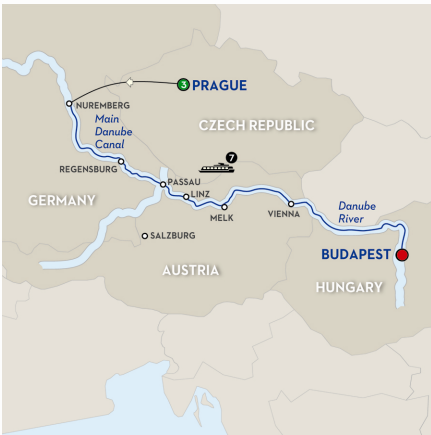 3 PRAGUE
NUREMBERG
Main
Danube
Canal
CZECH REPUBLIC
7
REGENSBURG
PASSAU
LINZ
GERMANY
MELK
VIENNA
Danube
River
SALZBURG
BUDAPEST
AUSTRIA
HUNGARY